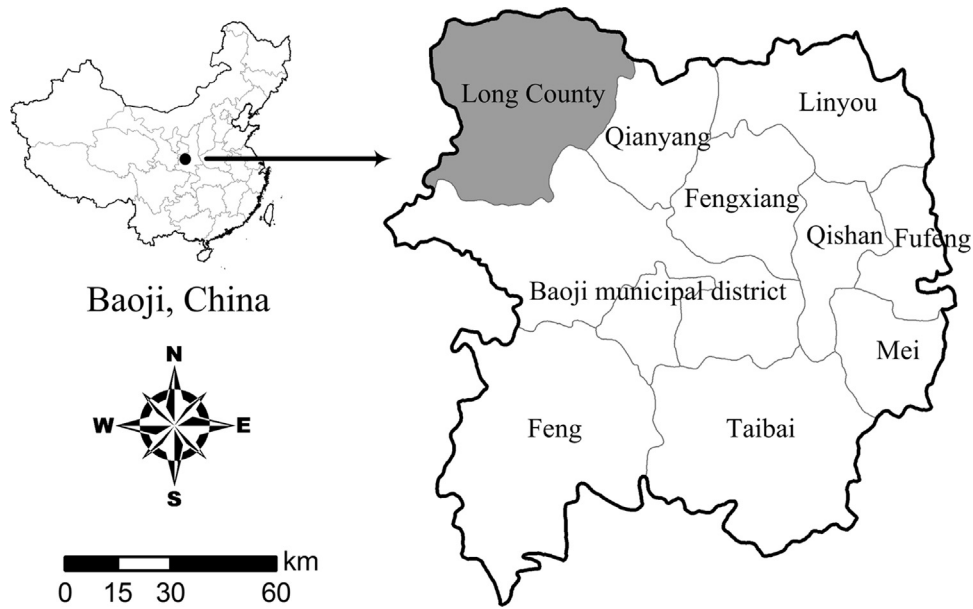 Long County
Linyou
Qianyang
Fengxiang
Qishan
Fufeng
Baoji municipal district
Mei
Feng
Taibai
Baoji, China
N
W
E
S
km
0 15 30 60